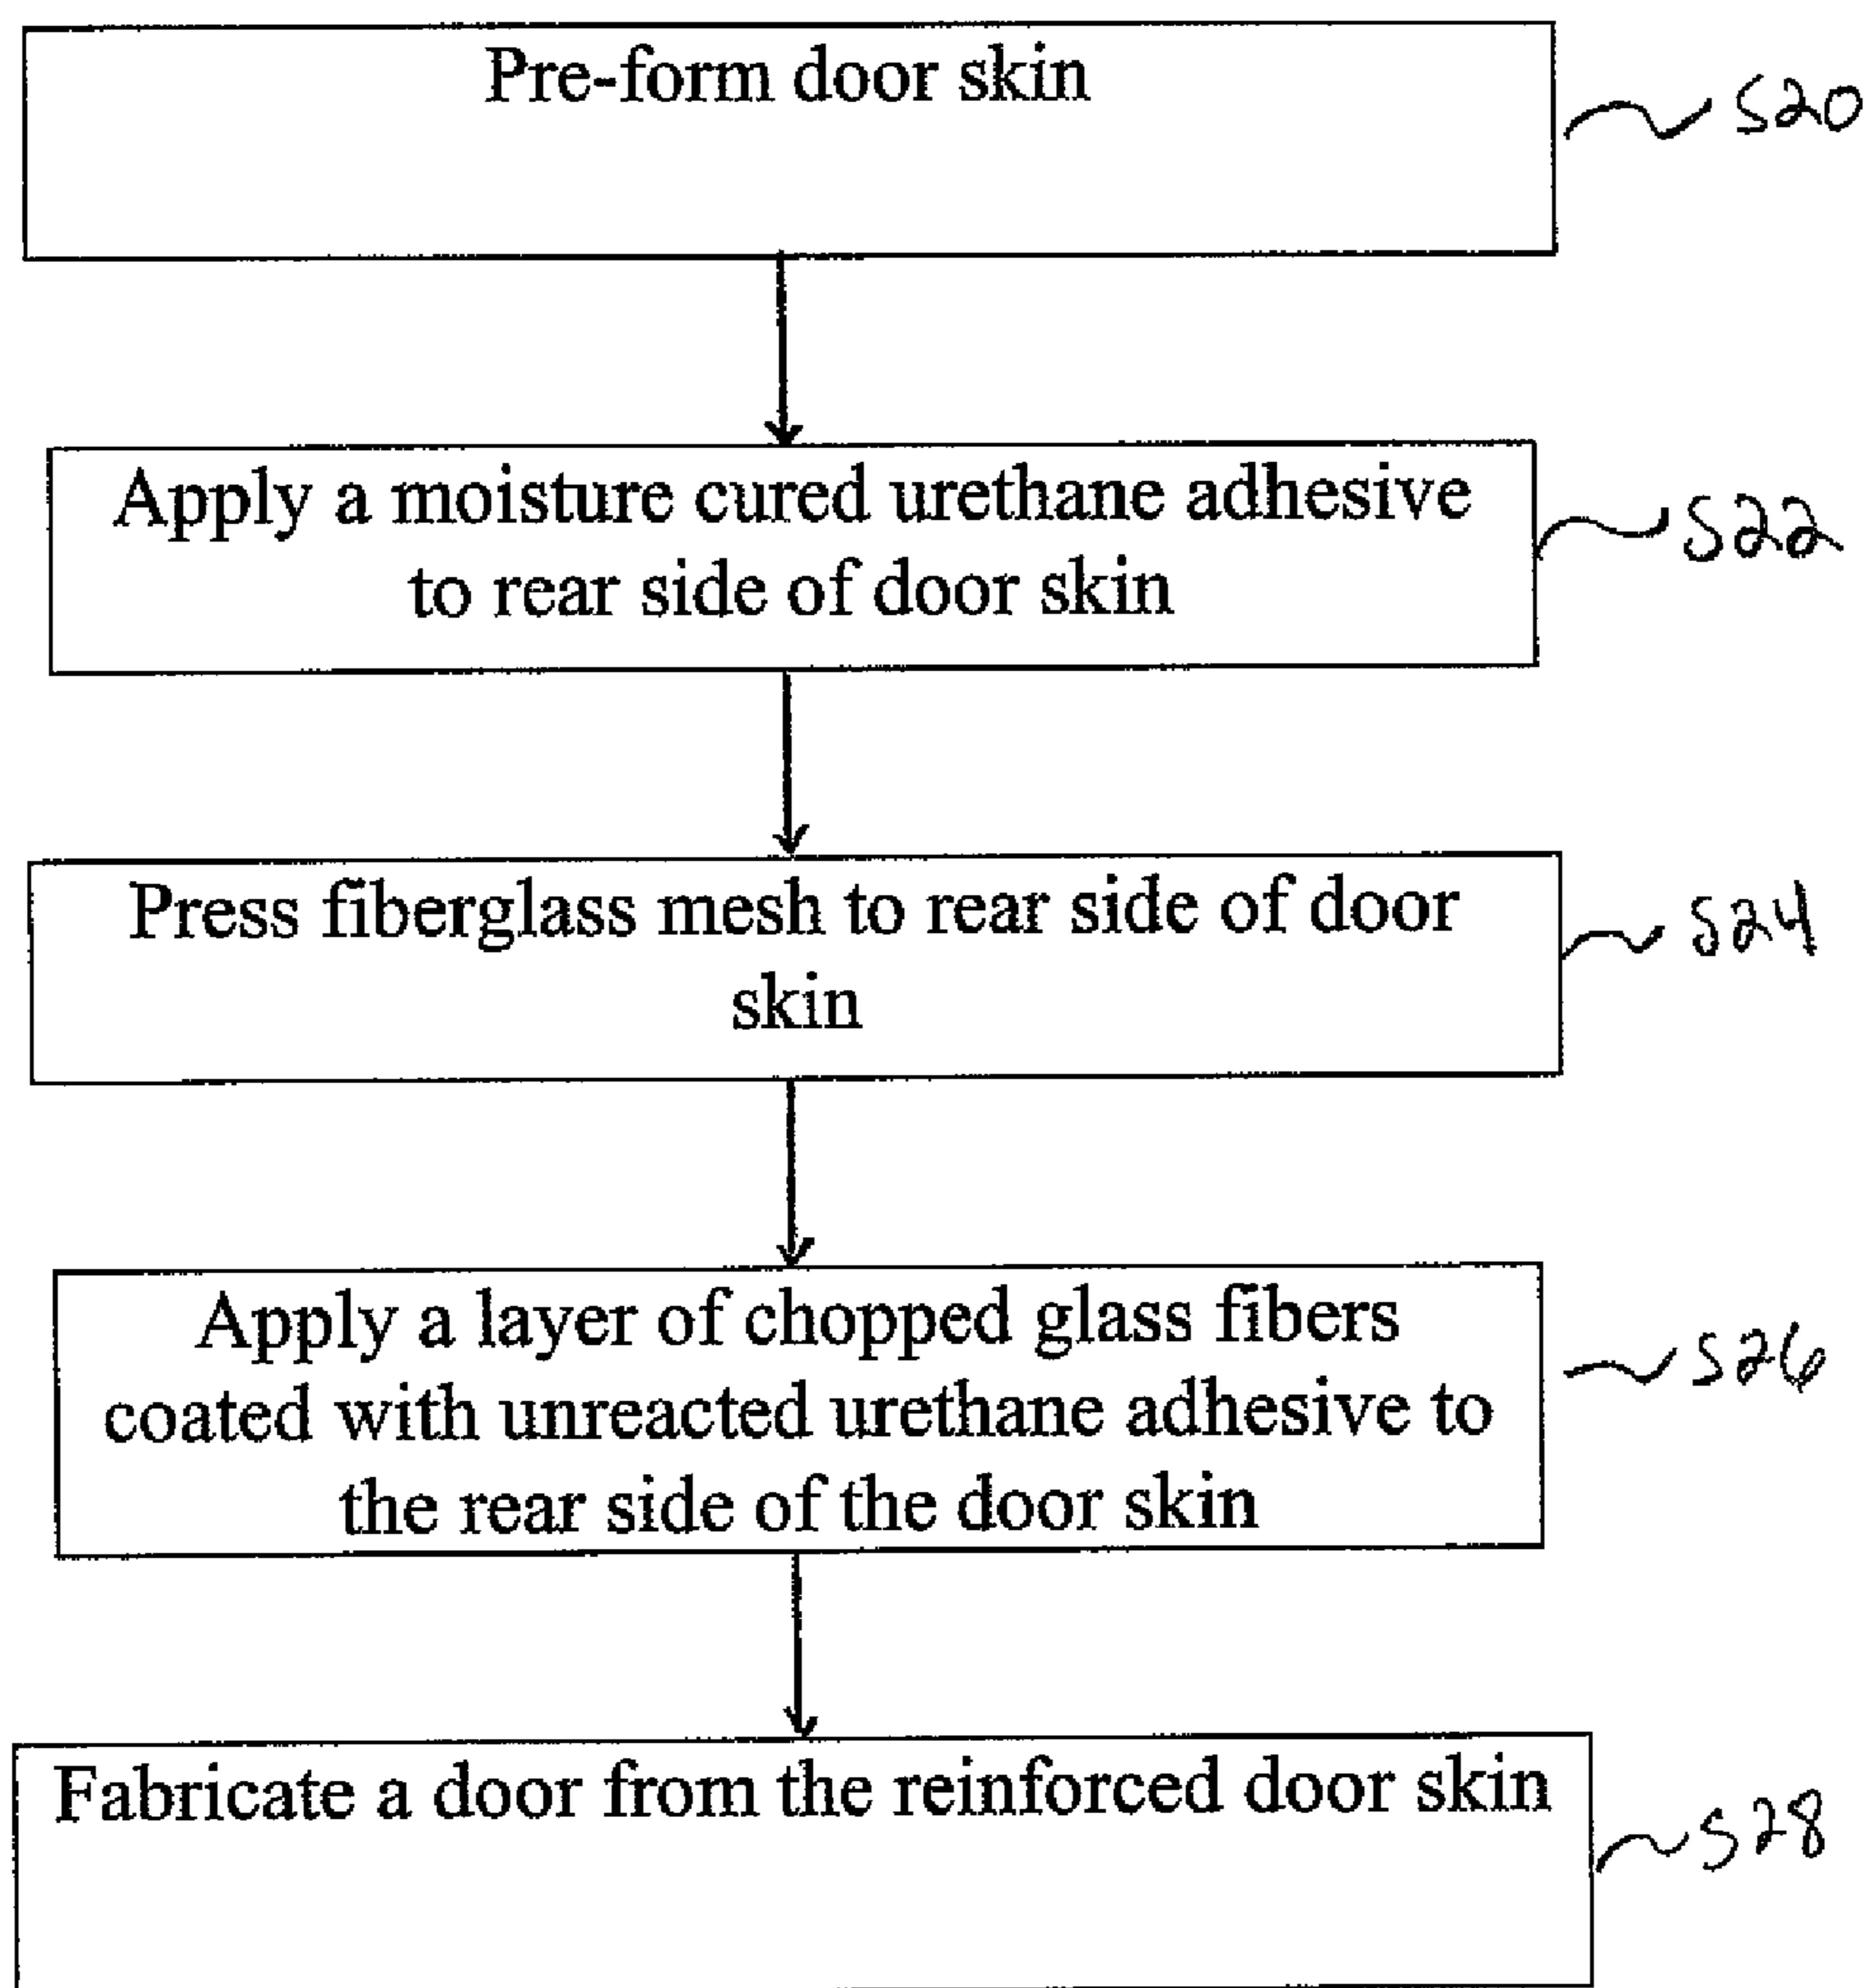 Pre-form door skin
S20
Apply a moisture cured urethane adhesive
to rear side of door skin
S22
Press fiberglass mesh to rear side of door
skin
S24
Apply a layer of chopped glass fibers
coated with unreacted urethane adhesive to
the rear side of the door skin
S26
Fabricate a door from the reinforced door skin
S28